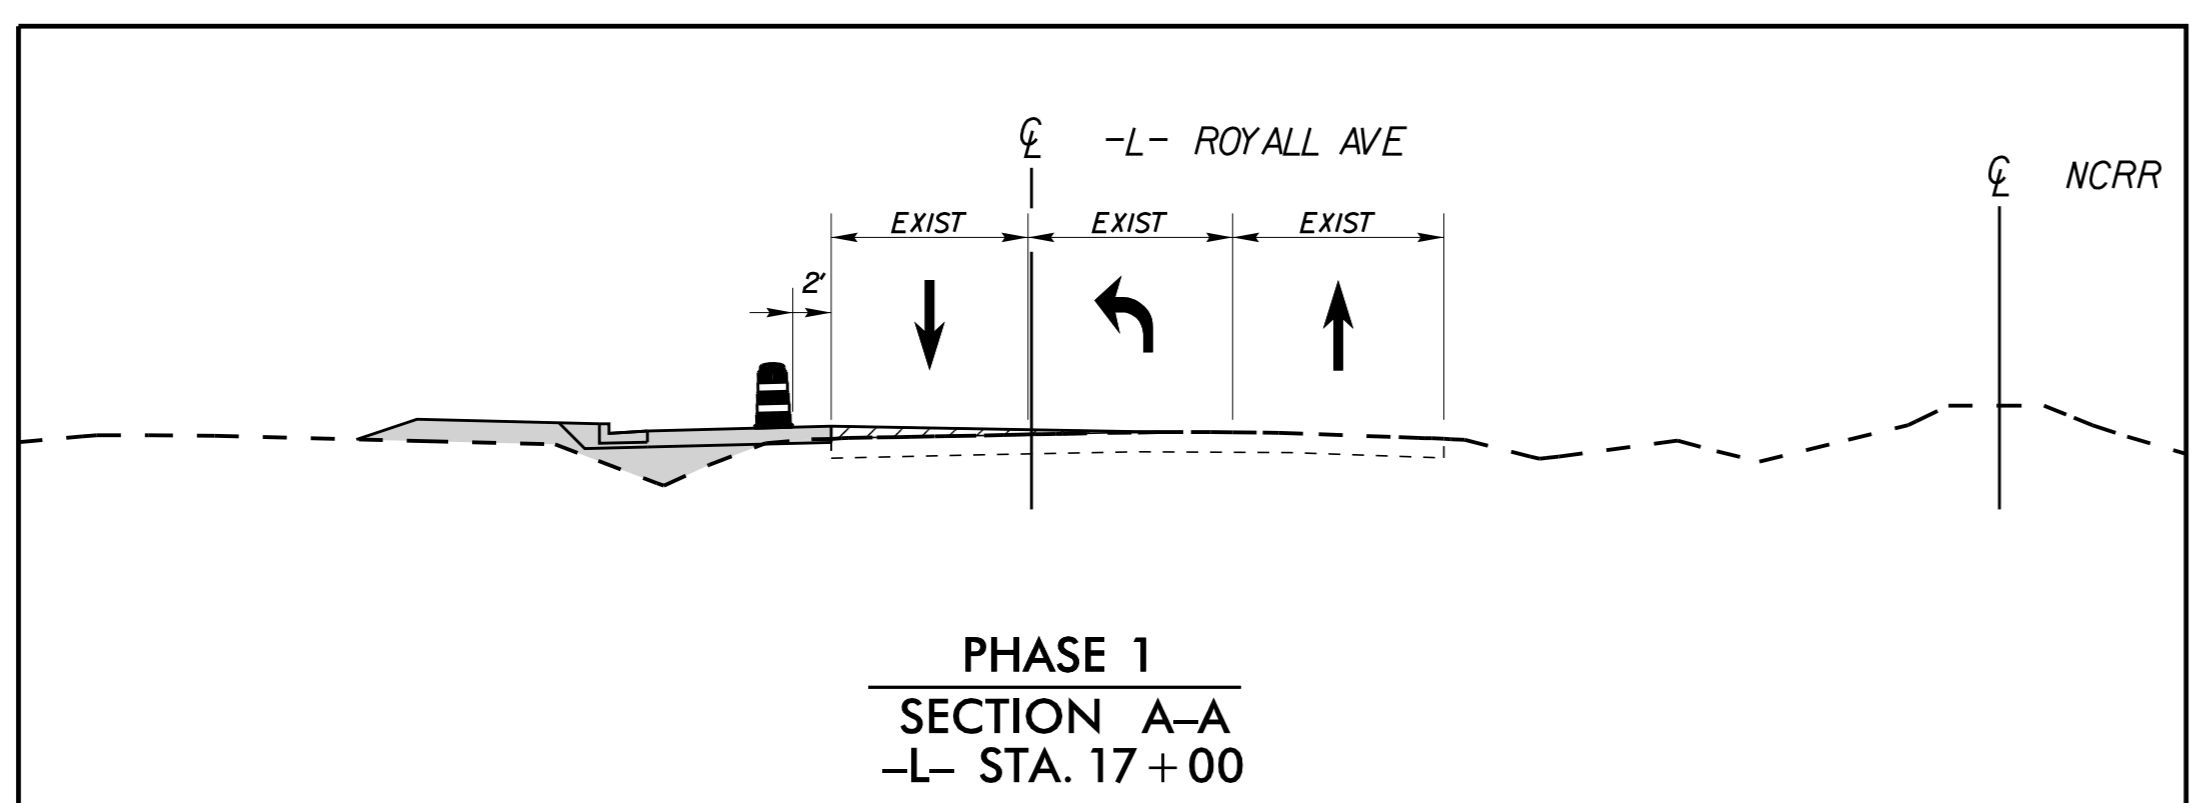 ℄ -L- ROYALL AVE
℄ NCRR
EXIST EXIST EXIST
2'
PHASE 1
SECTION A–A
–L– STA. 17+00